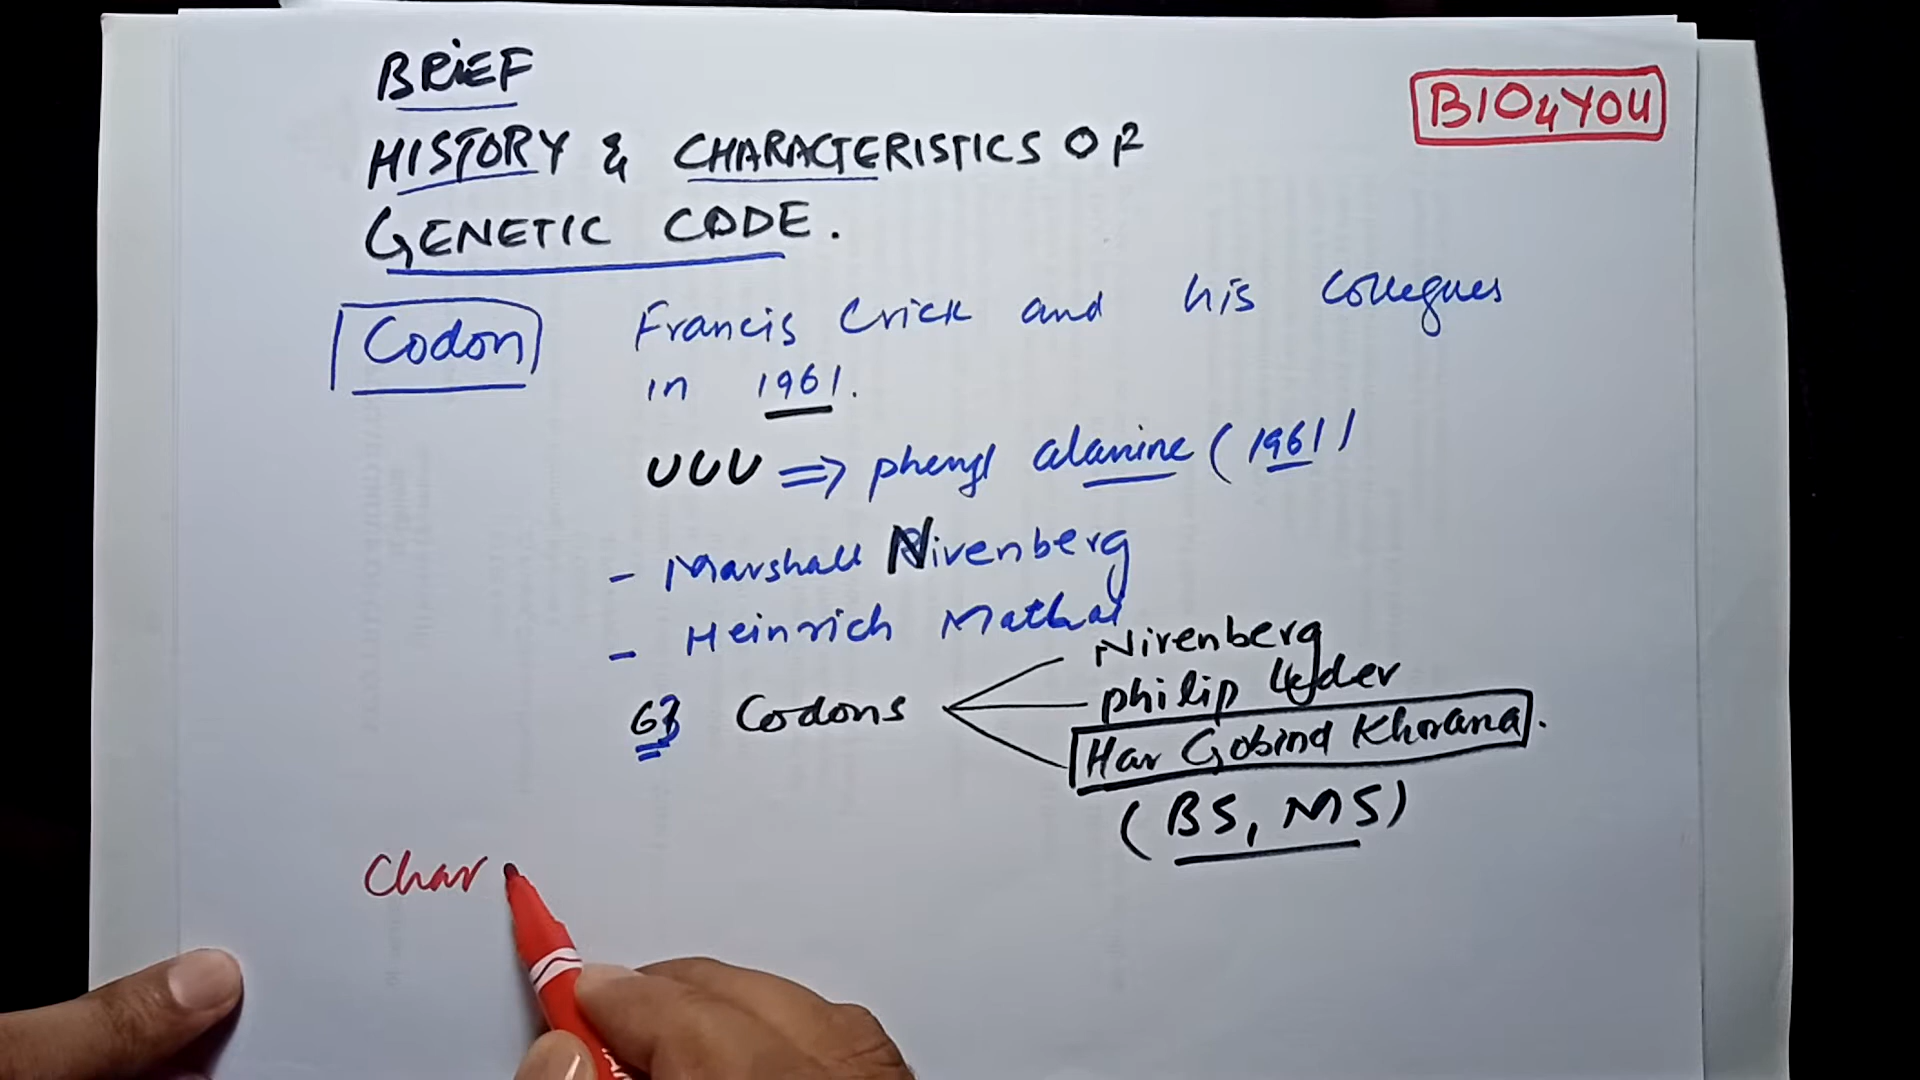 BRIEF
HISTORY & CHARACTERISTICS OF
GENETIC CODE.
BIO4YOU
Codon
Francis Crick and his collegues
in 1961.
UUU => phenyl alanine (1961)
- Marshall Nirenberg
- Heinrich Mathai
63 Codons
Nirenberg
Philip Leder
Har Gobind Khorana.
(BS, MS)
Char